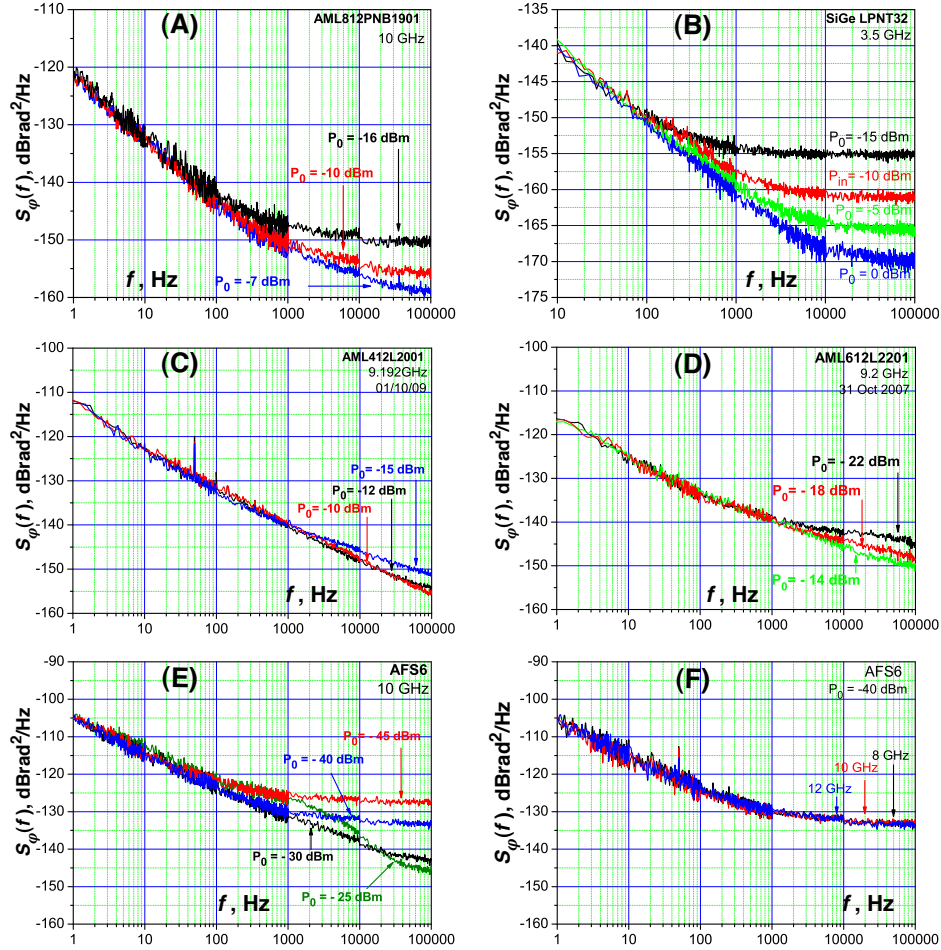 (A)
AML812PNB1901
10 GHz
Sφ(f), dBrad²/Hz
-110
-120
-130
-140
-150
-160
P0 = -16 dBm
P0 = -10 dBm
P0 = -7 dBm
f, Hz
1
10
100
1000
10000
100000
(B)
SiGe LPNT32
3.5 GHz
Sφ(f), dBrad²/Hz
-140
-145
-150
-155
-160
-165
-170
-175
P0 = -15 dBm
Pin = -10 dBm
P0 = -5 dBm
P0 = 0 dBm
f, Hz
10
100
1000
10000
100000
(C)
AML412L2001
9.192GHz
01/10/09
Sφ(f), dBrad²/Hz
-100
-110
-120
-130
-140
-150
-160
P0= -15 dBm
P0= -12 dBm
P0= -10 dBm
f, Hz
1
10
100
1000
10000
100000
(D)
AML612L2201
9.2 GHz
31 Oct 2007
Sφ(f), dBrad²/Hz
-100
-110
-120
-130
-140
-150
-160
P0= - 22 dBm
P0= - 18 dBm
P0= - 14 dBm
f, Hz
1
10
100
1000
10000
100000
(E)
AFS6
10 GHz
Sφ(f), dBrad²/Hz
-90
-100
-110
-120
-130
-140
-150
-160
P0 = - 45 dBm
P0 = - 40 dBm
P0 = - 30 dBm
P0 = - 25 dBm
f, Hz
1
10
100
1000
10000
100000
(F)
AFS6
P0 = -40 dBm
Sφ(f), dBrad²/Hz
-90
-100
-110
-120
-130
-140
-150
-160
8 GHz
10 GHz
12 GHz
f, Hz
1
10
100
1000
10000
100000